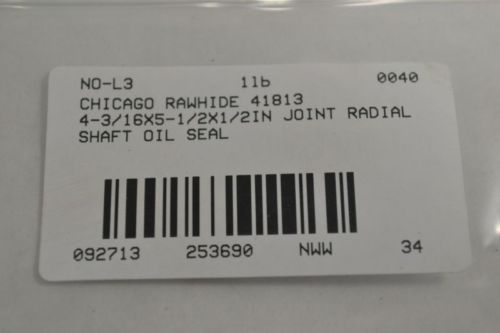 NO-L3 1lb 0040
CHICAGO RAWHIDE 41813
4-3/16X5-1/2X1/2IN JOINT RADIAL
SHAFT OIL SEAL
092713 253690 NWW 34